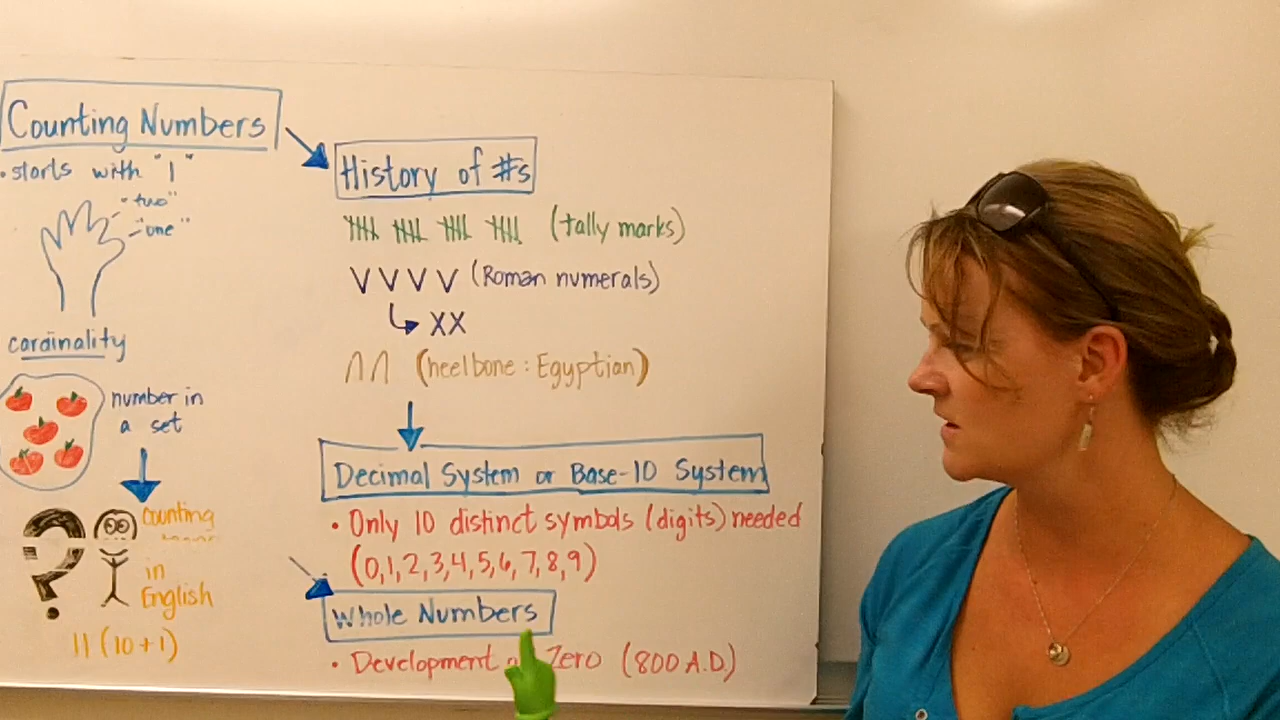 Counting Numbers
• starts with "1"
"two"
"one"
cardinality
number in
a set
counting
in
English
11 (10+1)
History of #s
(tally marks)
V V V V (Roman numerals)
XX
∩∩ (heelbone: Egyptian)
Decimal System or Base-10 System
• Only 10 distinct symbols (digits) needed
(0,1,2,3,4,5,6,7,8,9)
Whole Numbers
• Development Zero (800 A.D.)